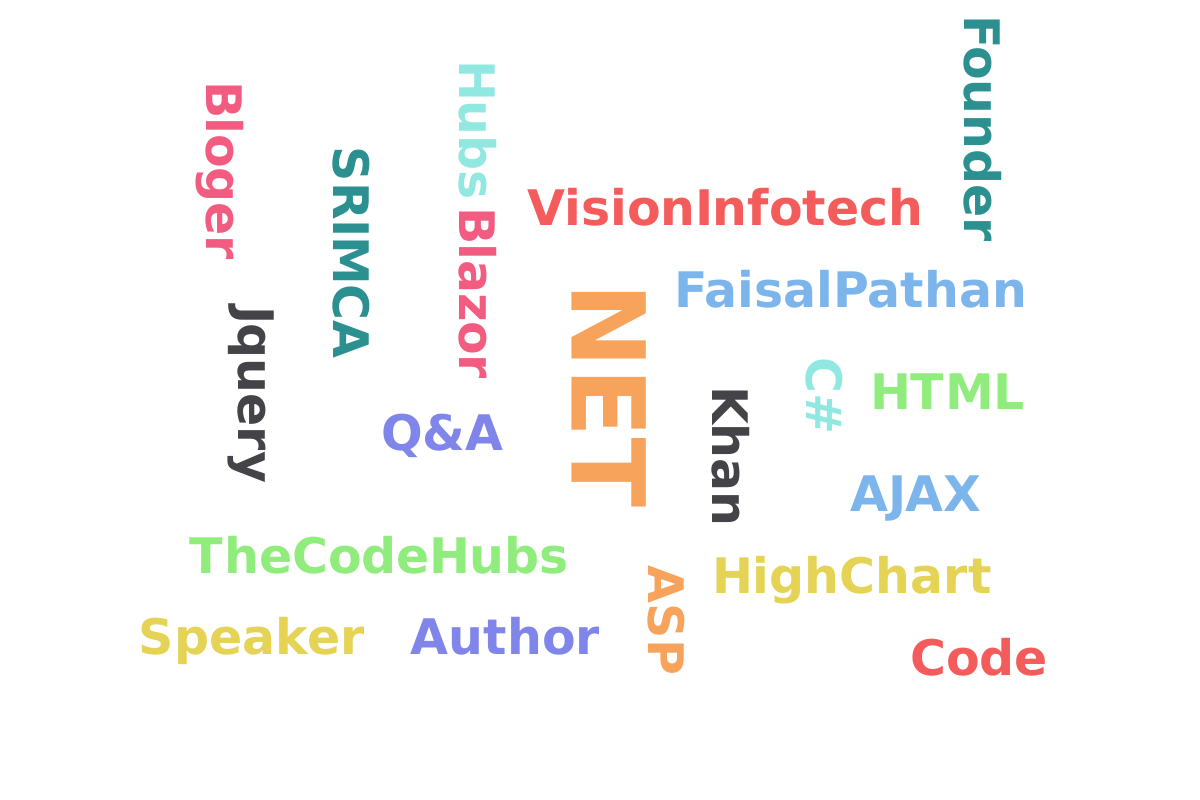 Founder
Hubs
Bloger
SRIMCA
VisionInfotech
Blazor
FaisalPathan
NET
Jquery
C#
HTML
Khan
Q&A
AJAX
TheCodeHubs
HighChart
ASP
Speaker
Author
Code